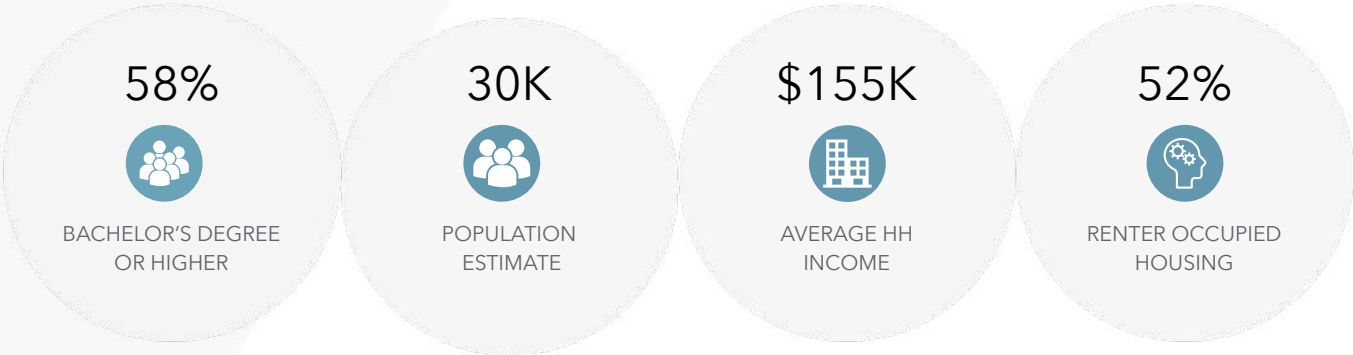 58%
BACHELOR'S DEGREE
OR HIGHER
30K
POPULATION
ESTIMATE
$155K
AVERAGE HH
INCOME
52%
RENTER OCCUPIED
HOUSING